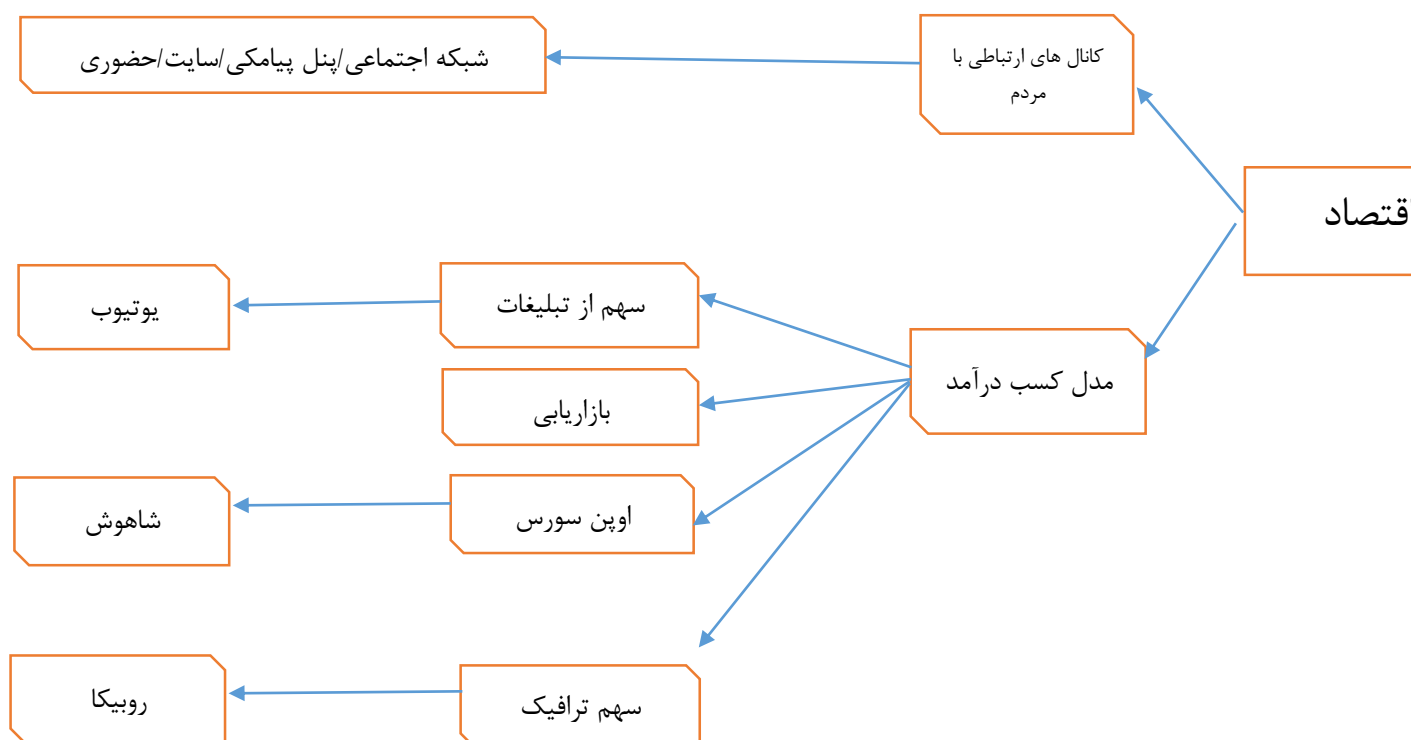 کانال های ارتباطی با
مردم
شبکه اجتماعی/پنل پیامکی/سایت/حضوری
مدل کسب درآمد
سهم از تبلیغات
یوتیوب
بازاریابی
اوپن سورس
شاهوش
سهم ترافیک
روبیکا